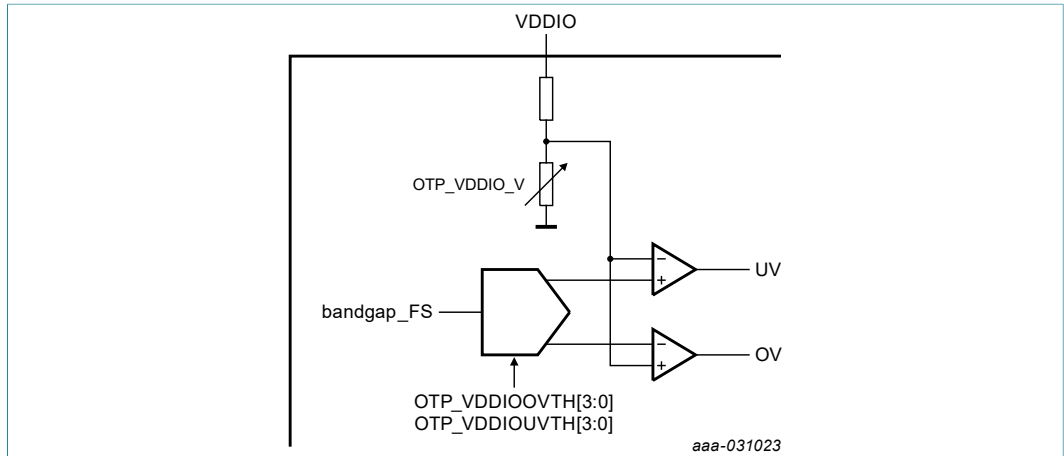 VDDIO
OTP_VDDIO_V
−
+
UV
bandgap_FS
−
+
OV
OTP_VDDIOOVTH[3:0]
OTP_VDDIOUVTH[3:0]
aaa-031023